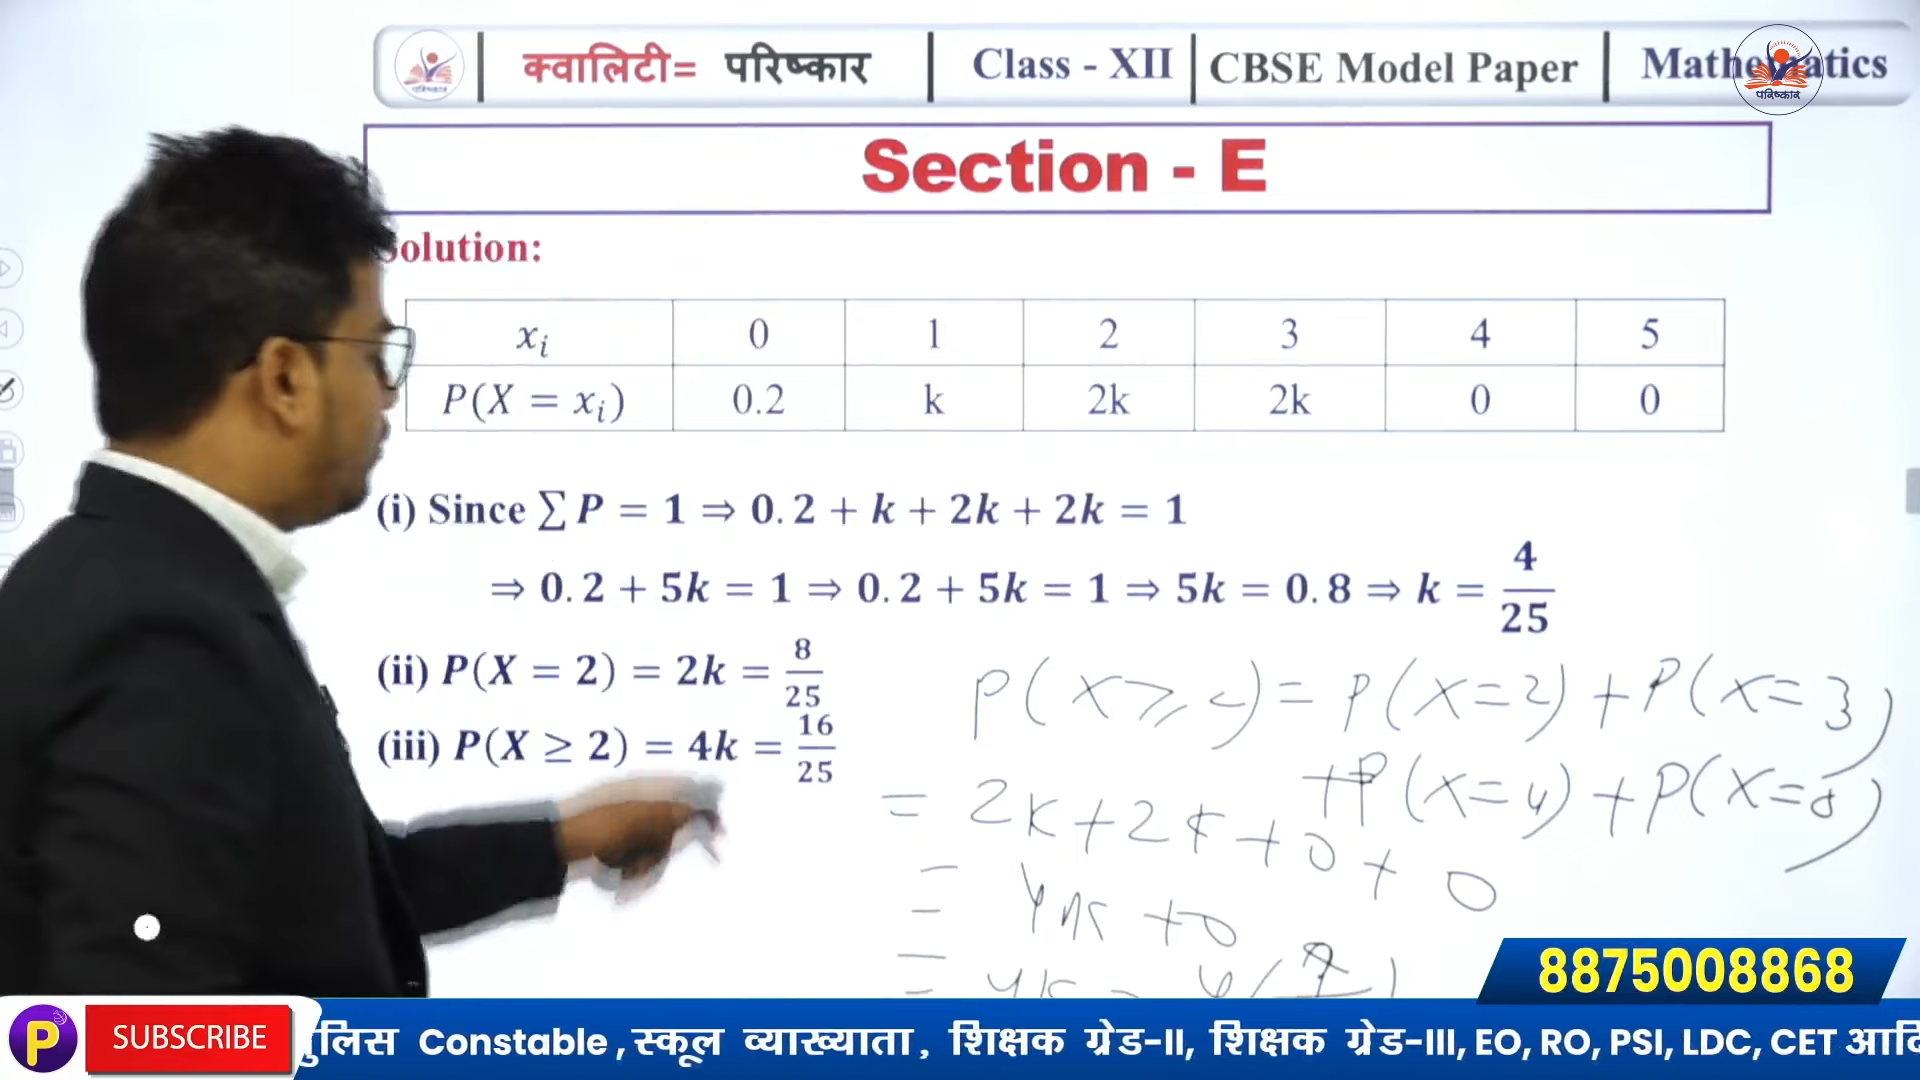 क्वालिटी= परिष्कार Class - XII CBSE Model Paper Mathematics
परिष्कार
Section - E
olution:
xᵢ 0 1 2 3 4 5
P(X = xᵢ) 0.2 k 2k 2k 0 0
(i) Since ∑ P = 1 ⇒ 0.2 + k + 2k + 2k = 1
⇒ 0.2 + 5k = 1 ⇒ 0.2 + 5k = 1 ⇒ 5k = 0.8 ⇒ k = 4/25
(ii) P(X = 2) = 2k = 8/25
(iii) P(X ≥ 2) = 4k = 16/25
= P(X=2) + P(X=3)
+P(X=4) + P(X=
= 2k+2k+0+0
+0
8875008868
P SUBSCRIBE Constable, स्कूल व्याख्याता, शिक्षक ग्रेड-II, शिक्षक ग्रेड-III, EO, RO, PSI, LDC, CET